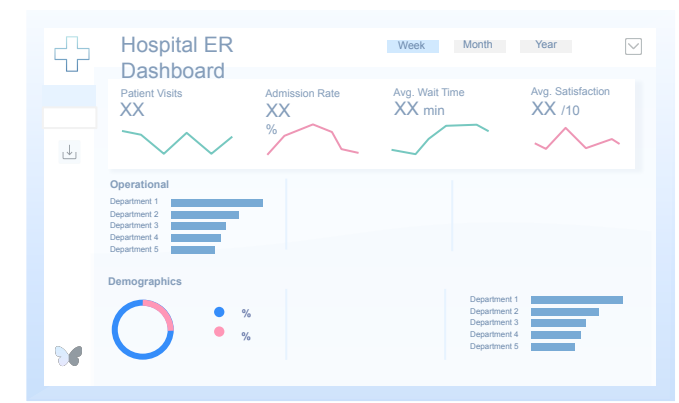 Hospital ER
Dashboard
Week
Month
Year
Patient Visits
XX
Admission Rate
XX
%
Avg. Wait Time
XX min
Avg. Satisfaction
XX /10
Operational
Department 1
Department 2
Department 3
Department 4
Department 5
Demographics
%
%
Department 1
Department 2
Department 3
Department 4
Department 5